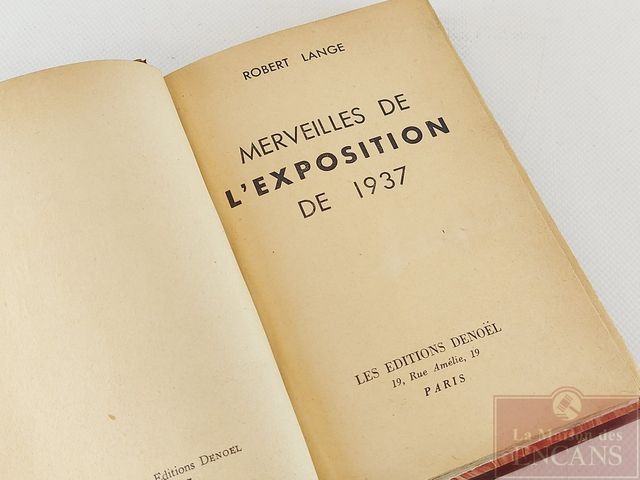 Editions DENOEL
ROBERT LANGE
MERVEILLES DE
L'EXPOSITION
DE 1937
LES EDITIONS DENOËL
19, Rue Amélie, 19
PARIS
La Maison des
ENCANS